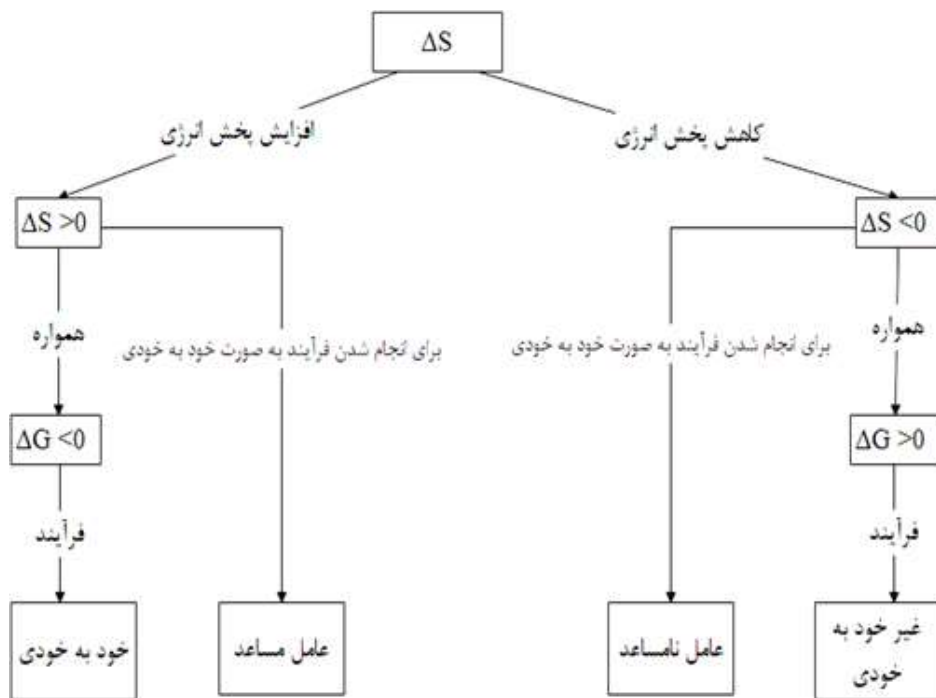 ΔS
افزایش پخش انرژی
کاهش پخش انرژی
ΔS >0
ΔS <0
همواره
برای انجام شدن فرآیند به صورت خود به خودی
برای انجام شدن فرآیند به صورت خود به خودی
همواره
ΔG <0
ΔG >0
فرآیند
فرآیند
خود به خودی
عامل مساعد
عامل نامساعد
غیر خود به
خودی